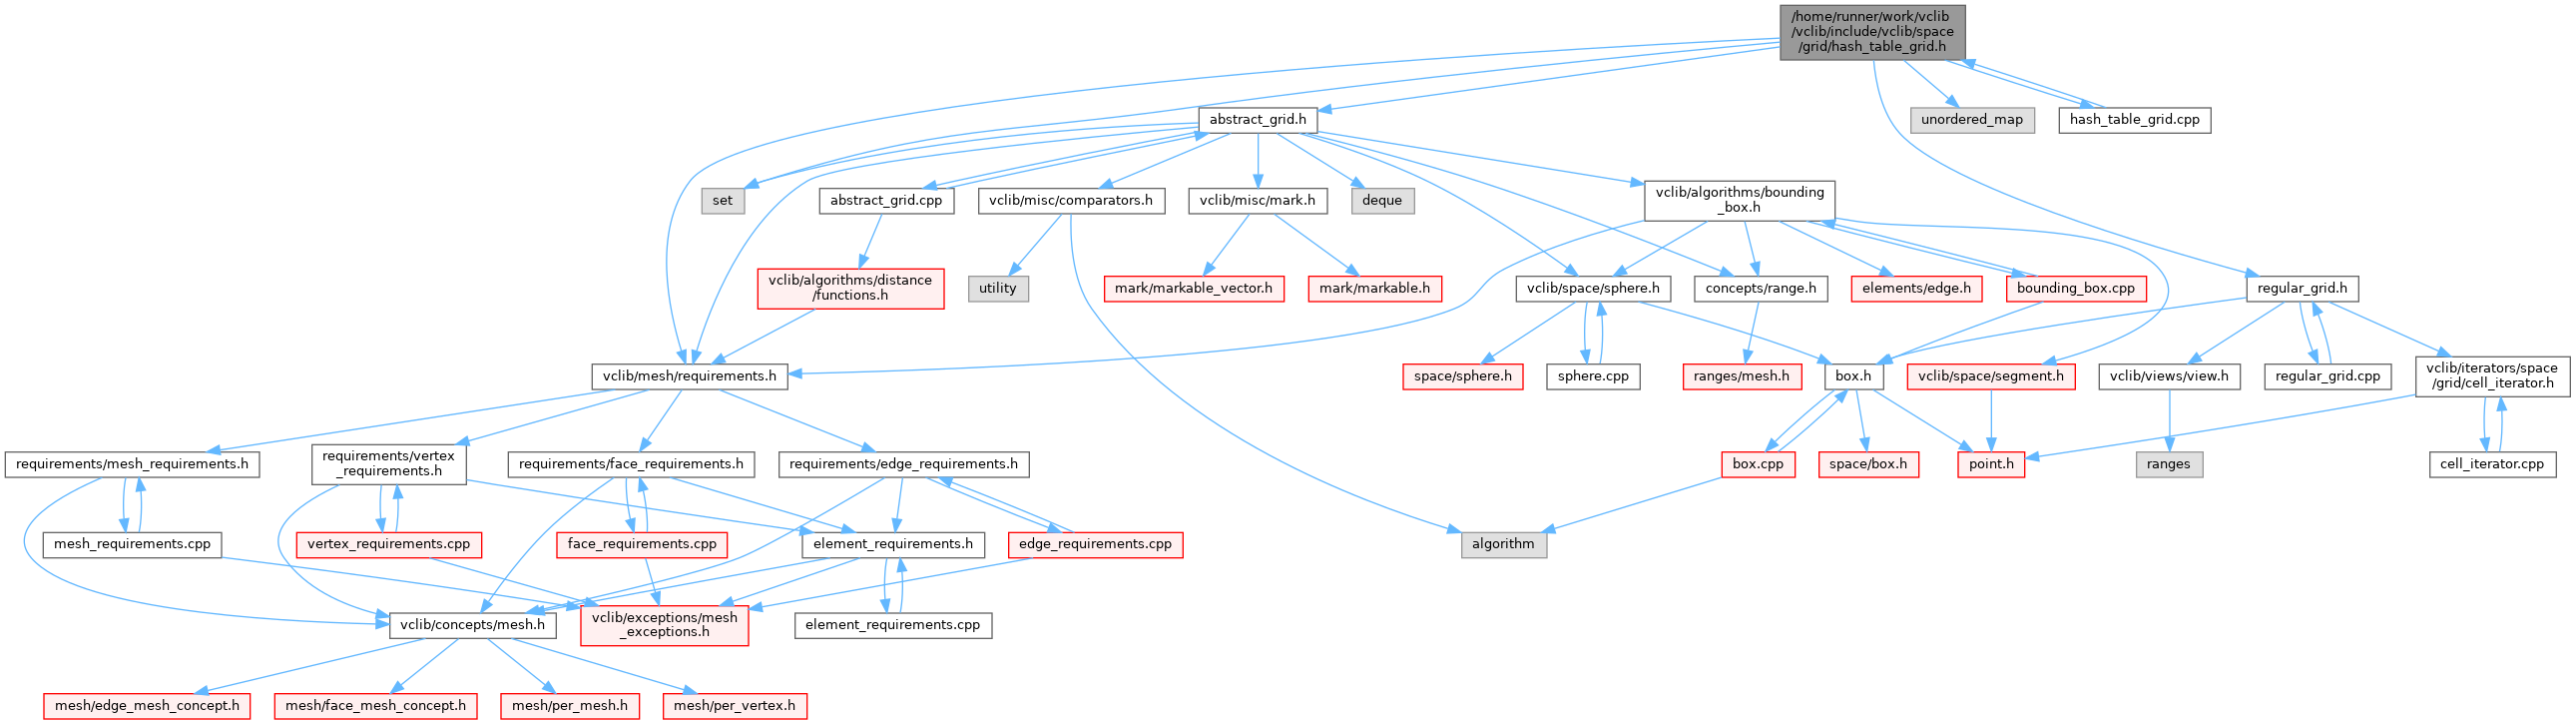 /home/runner/work/vclib
/vclib/include/vclib/space
/grid/hash_table_grid.h
abstract_grid.h
unordered_map
hash_table_grid.cpp
set
abstract_grid.cpp
vclib/misc/comparators.h
vclib/misc/mark.h
deque
vclib/algorithms/bounding
_box.h
vclib/algorithms/distance
/functions.h
utility
mark/markable_vector.h
mark/markable.h
vclib/space/sphere.h
concepts/range.h
elements/edge.h
bounding_box.cpp
regular_grid.h
vclib/mesh/requirements.h
space/sphere.h
sphere.cpp
ranges/mesh.h
box.h
vclib/space/segment.h
vclib/views/view.h
regular_grid.cpp
vclib/iterators/space
/grid/cell_iterator.h
requirements/mesh_requirements.h
requirements/vertex
_requirements.h
requirements/face_requirements.h
requirements/edge_requirements.h
box.cpp
space/box.h
point.h
ranges
cell_iterator.cpp
mesh_requirements.cpp
vertex_requirements.cpp
face_requirements.cpp
element_requirements.h
edge_requirements.cpp
algorithm
vclib/concepts/mesh.h
vclib/exceptions/mesh
_exceptions.h
element_requirements.cpp
mesh/edge_mesh_concept.h
mesh/face_mesh_concept.h
mesh/per_mesh.h
mesh/per_vertex.h